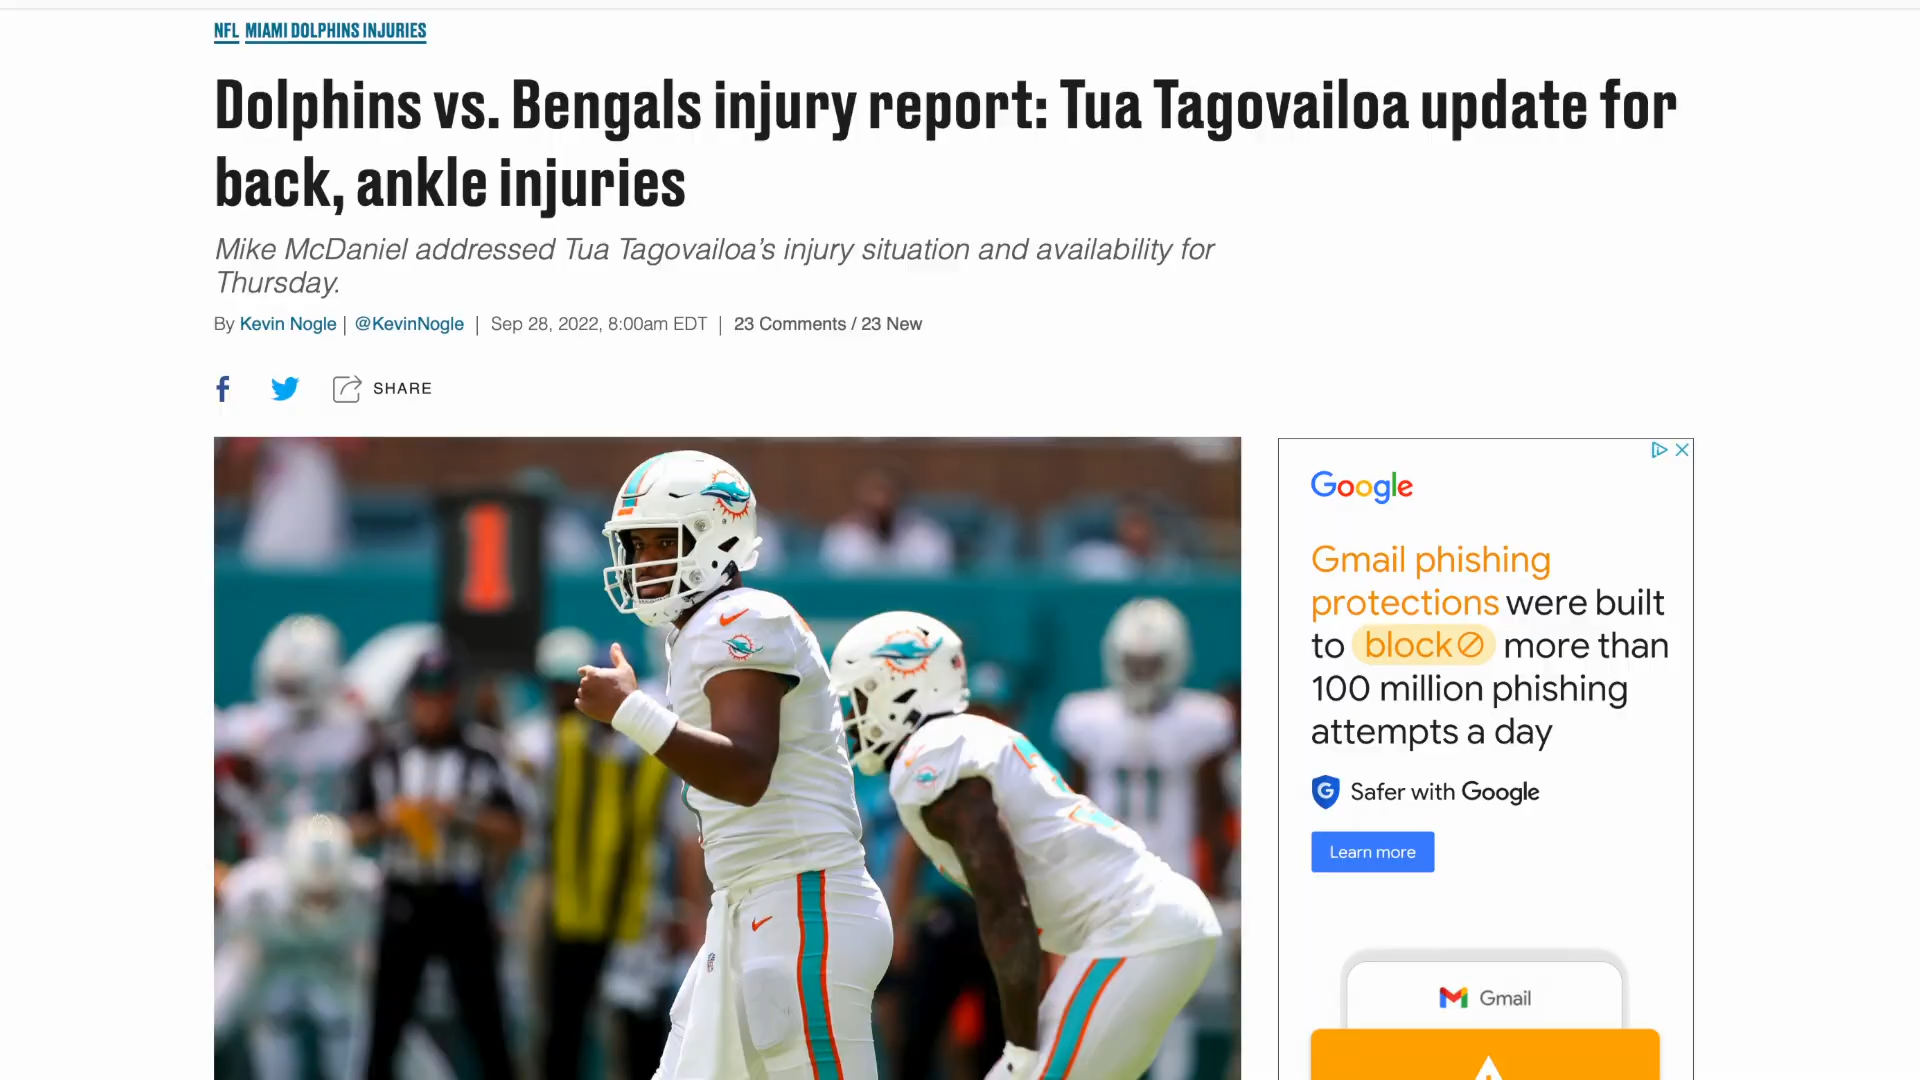 NFL MIAMI DOLPHINS INJURIES
Dolphins vs. Bengals injury report: Tua Tagovailoa update for
back, ankle injuries
Mike McDaniel addressed Tua Tagovailoa’s injury situation and availability for
Thursday.
By Kevin Nogle | @KevinNogle | Sep 28, 2022, 8:00am EDT | 23 Comments / 23 New
SHARE
1
Google
Gmail phishing
protections were built
to block more than
100 million phishing
attempts a day
Safer with Google
Learn more
Gmail